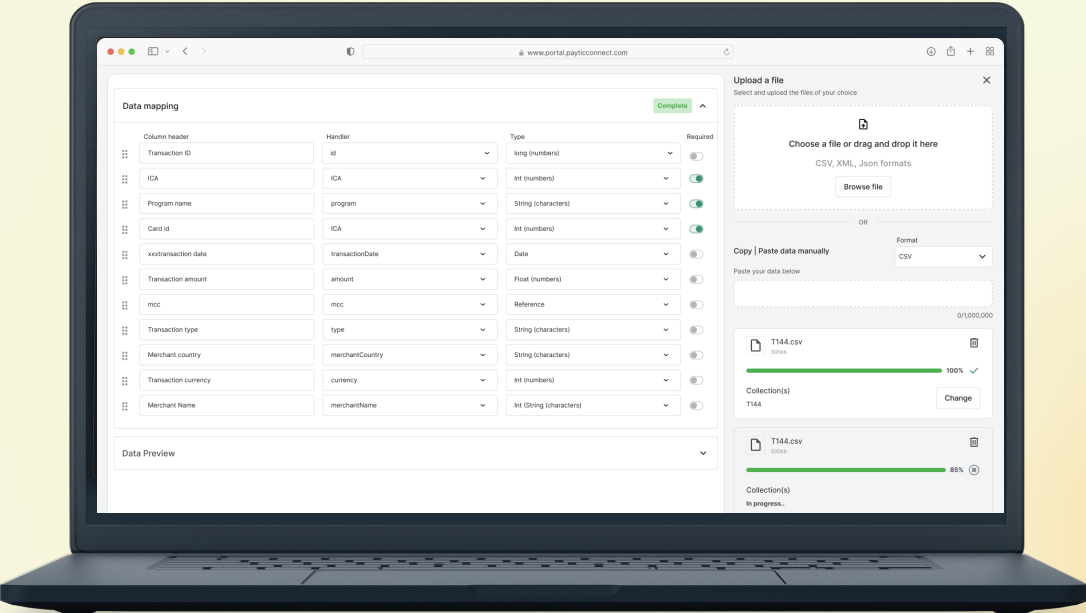 www.portal.payticconnect.com
Data mapping
Complete
Column header Handler Type Required
Transaction ID id long (numbers)
ICA ICA Int (numbers)
Program name program String (characters)
Card id ICA Int (numbers)
xxxtransaction date transactionDate Date
Transaction amount amount Float (numbers)
mcc mcc Reference
Transaction type type String (characters)
Merchant country merchantCountry String (characters)
Transaction currency currency Int (numbers)
Merchant Name merchantName Int (String (characters)
Data Preview
Upload a file
Select and upload the files of your choice
Choose a file or drag and drop it here
CSV, XML, Json formats
Browse file
OR
Format
Copy | Paste data manually
CSV
Paste your data below
0/1,000,000
T144.csv
500kb
100%
Collection(s)
T144
Change
T144.csv
500kb
85%
Collection(s)
In progress..